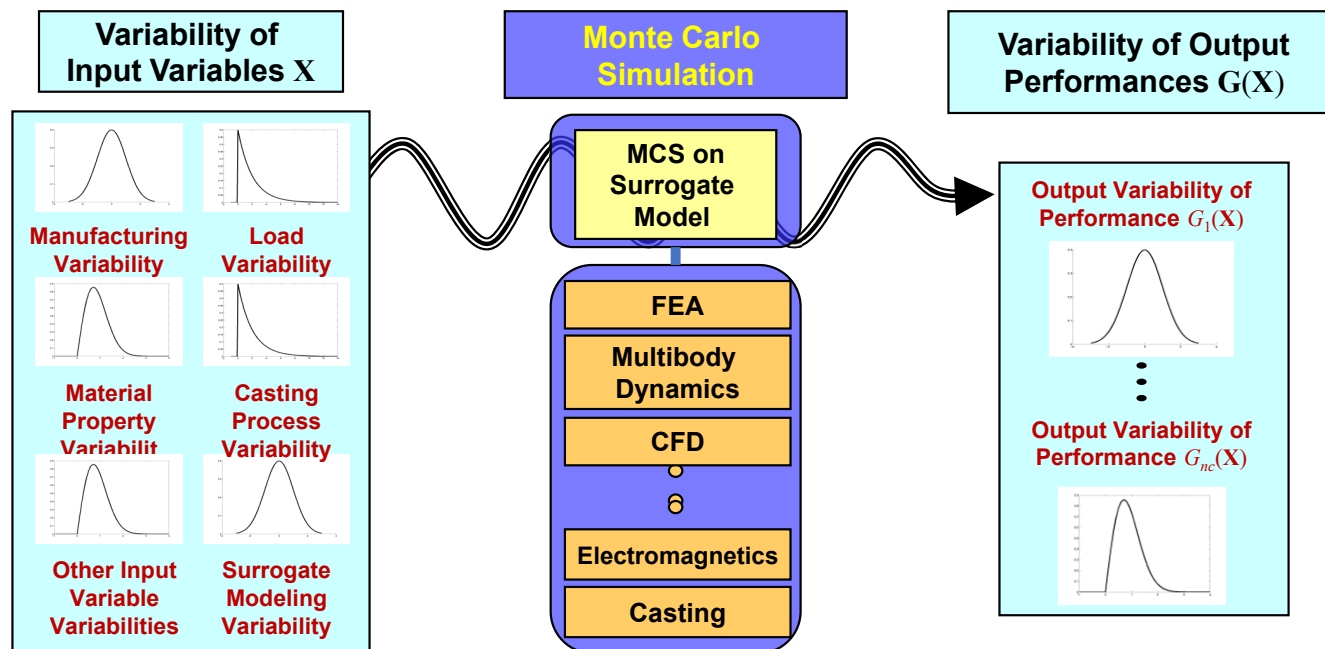 Variability of
Input Variables X
Manufacturing
Variability
Load
Variability
Material
Property
Variabilit
Casting
Process
Variability
Other Input
Variable
Variabilities
Surrogate
Modeling
Variability
Monte Carlo
Simulation
MCS on
Surrogate
Model
FEA
Multibody
Dynamics
CFD
Electromagnetics
Casting
Variability of Output
Performances G(X)
Output Variability of
Performance G₁(X)
Output Variability of
Performance Gnc(X)